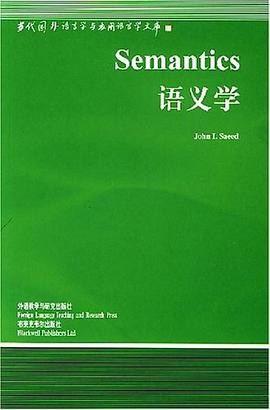 当代国外语言学与应用语言学文库
Semantics
语义学
John I. Saeed
外语教学与研究出版社
Foreign Language Teaching and Research Press
布莱克韦尔出版社
Blackwell Publishers Ltd